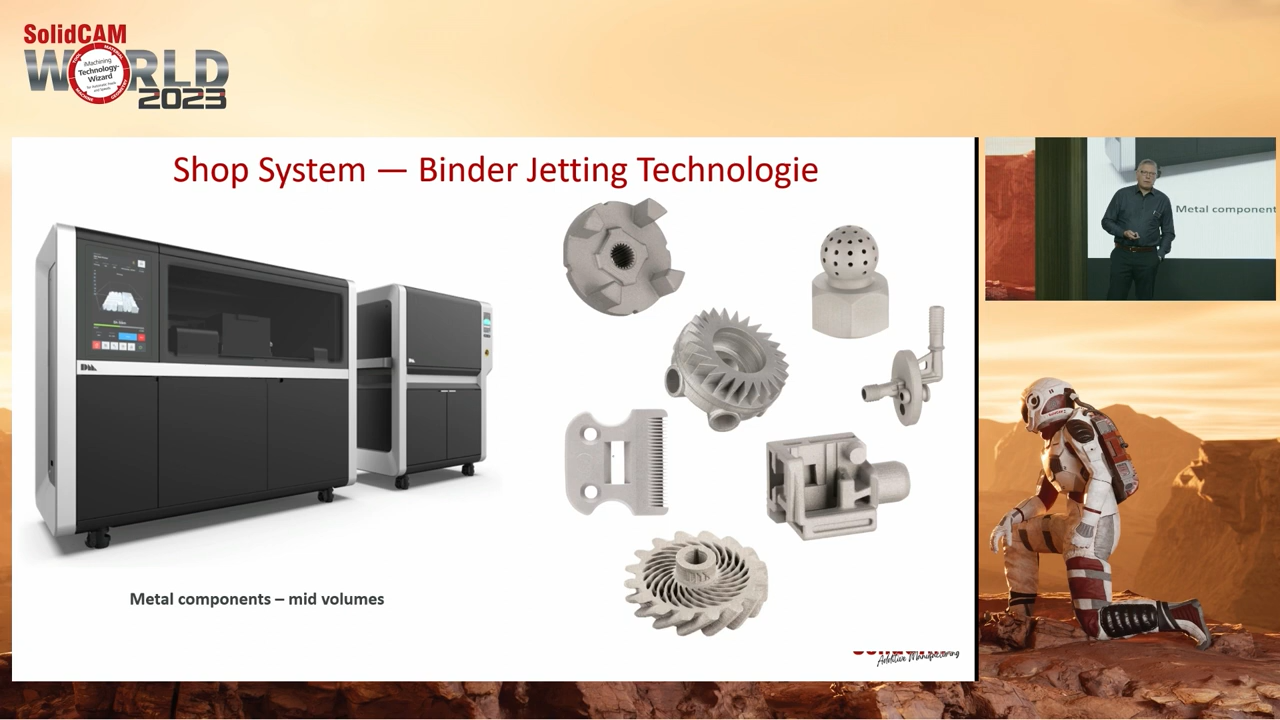 SolidCAM
WORLD
iMachining
Technology-
Wizard
2023
Shop System — Binder Jetting Technologie
Metal component
Metal components – mid volumes
Additive Manufacturing